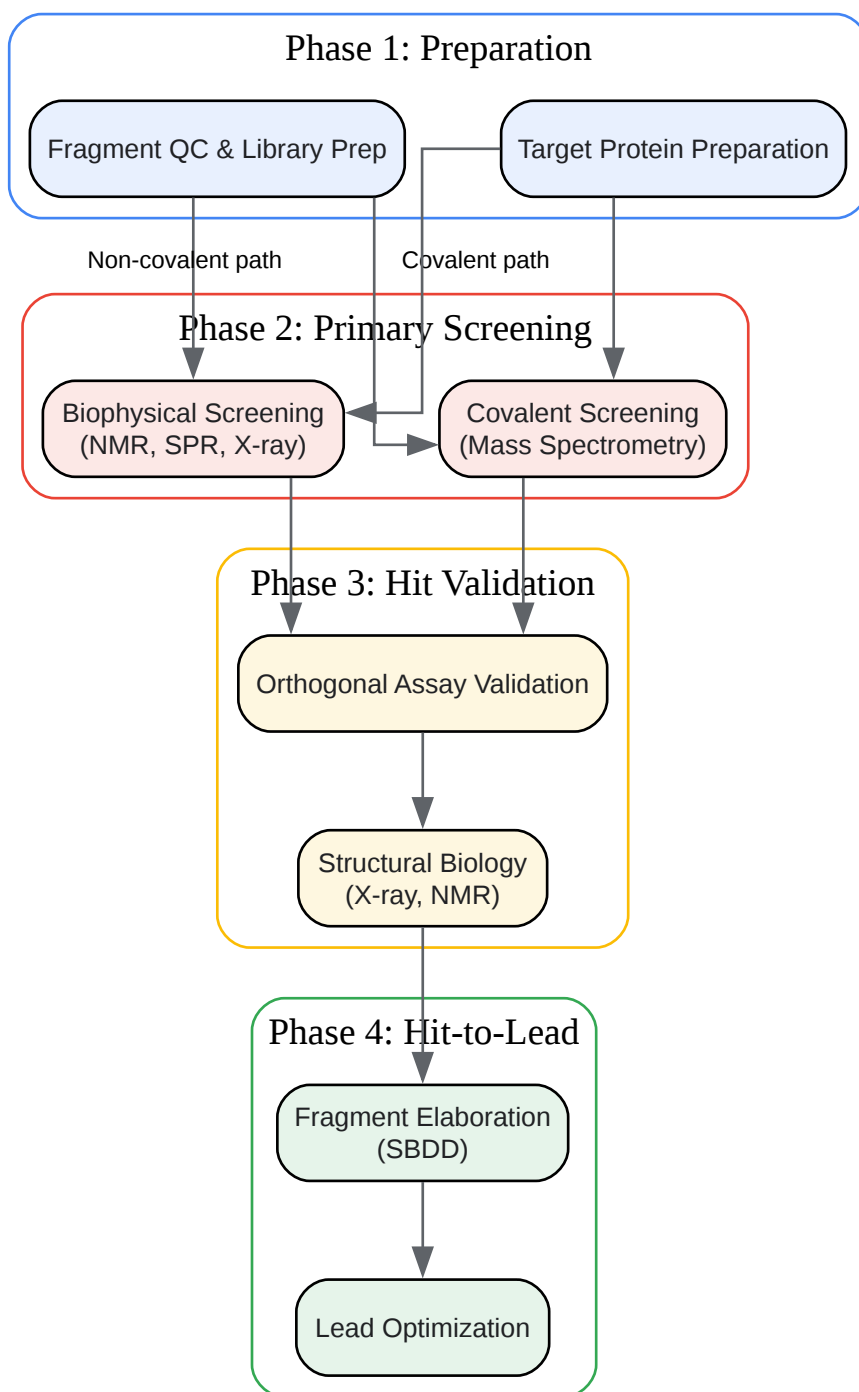 Phase 1: Preparation
Fragment QC & Library Prep
Target Protein Preparation
Non-covalent path
Covalent path
Phase 2: Primary Screening
Biophysical Screening
(NMR, SPR, X-ray)
Covalent Screening
(Mass Spectrometry)
Phase 3: Hit Validation
Orthogonal Assay Validation
Structural Biology
(X-ray, NMR)
Phase 4: Hit-to-Lead
Fragment Elaboration
(SBDD)
Lead Optimization